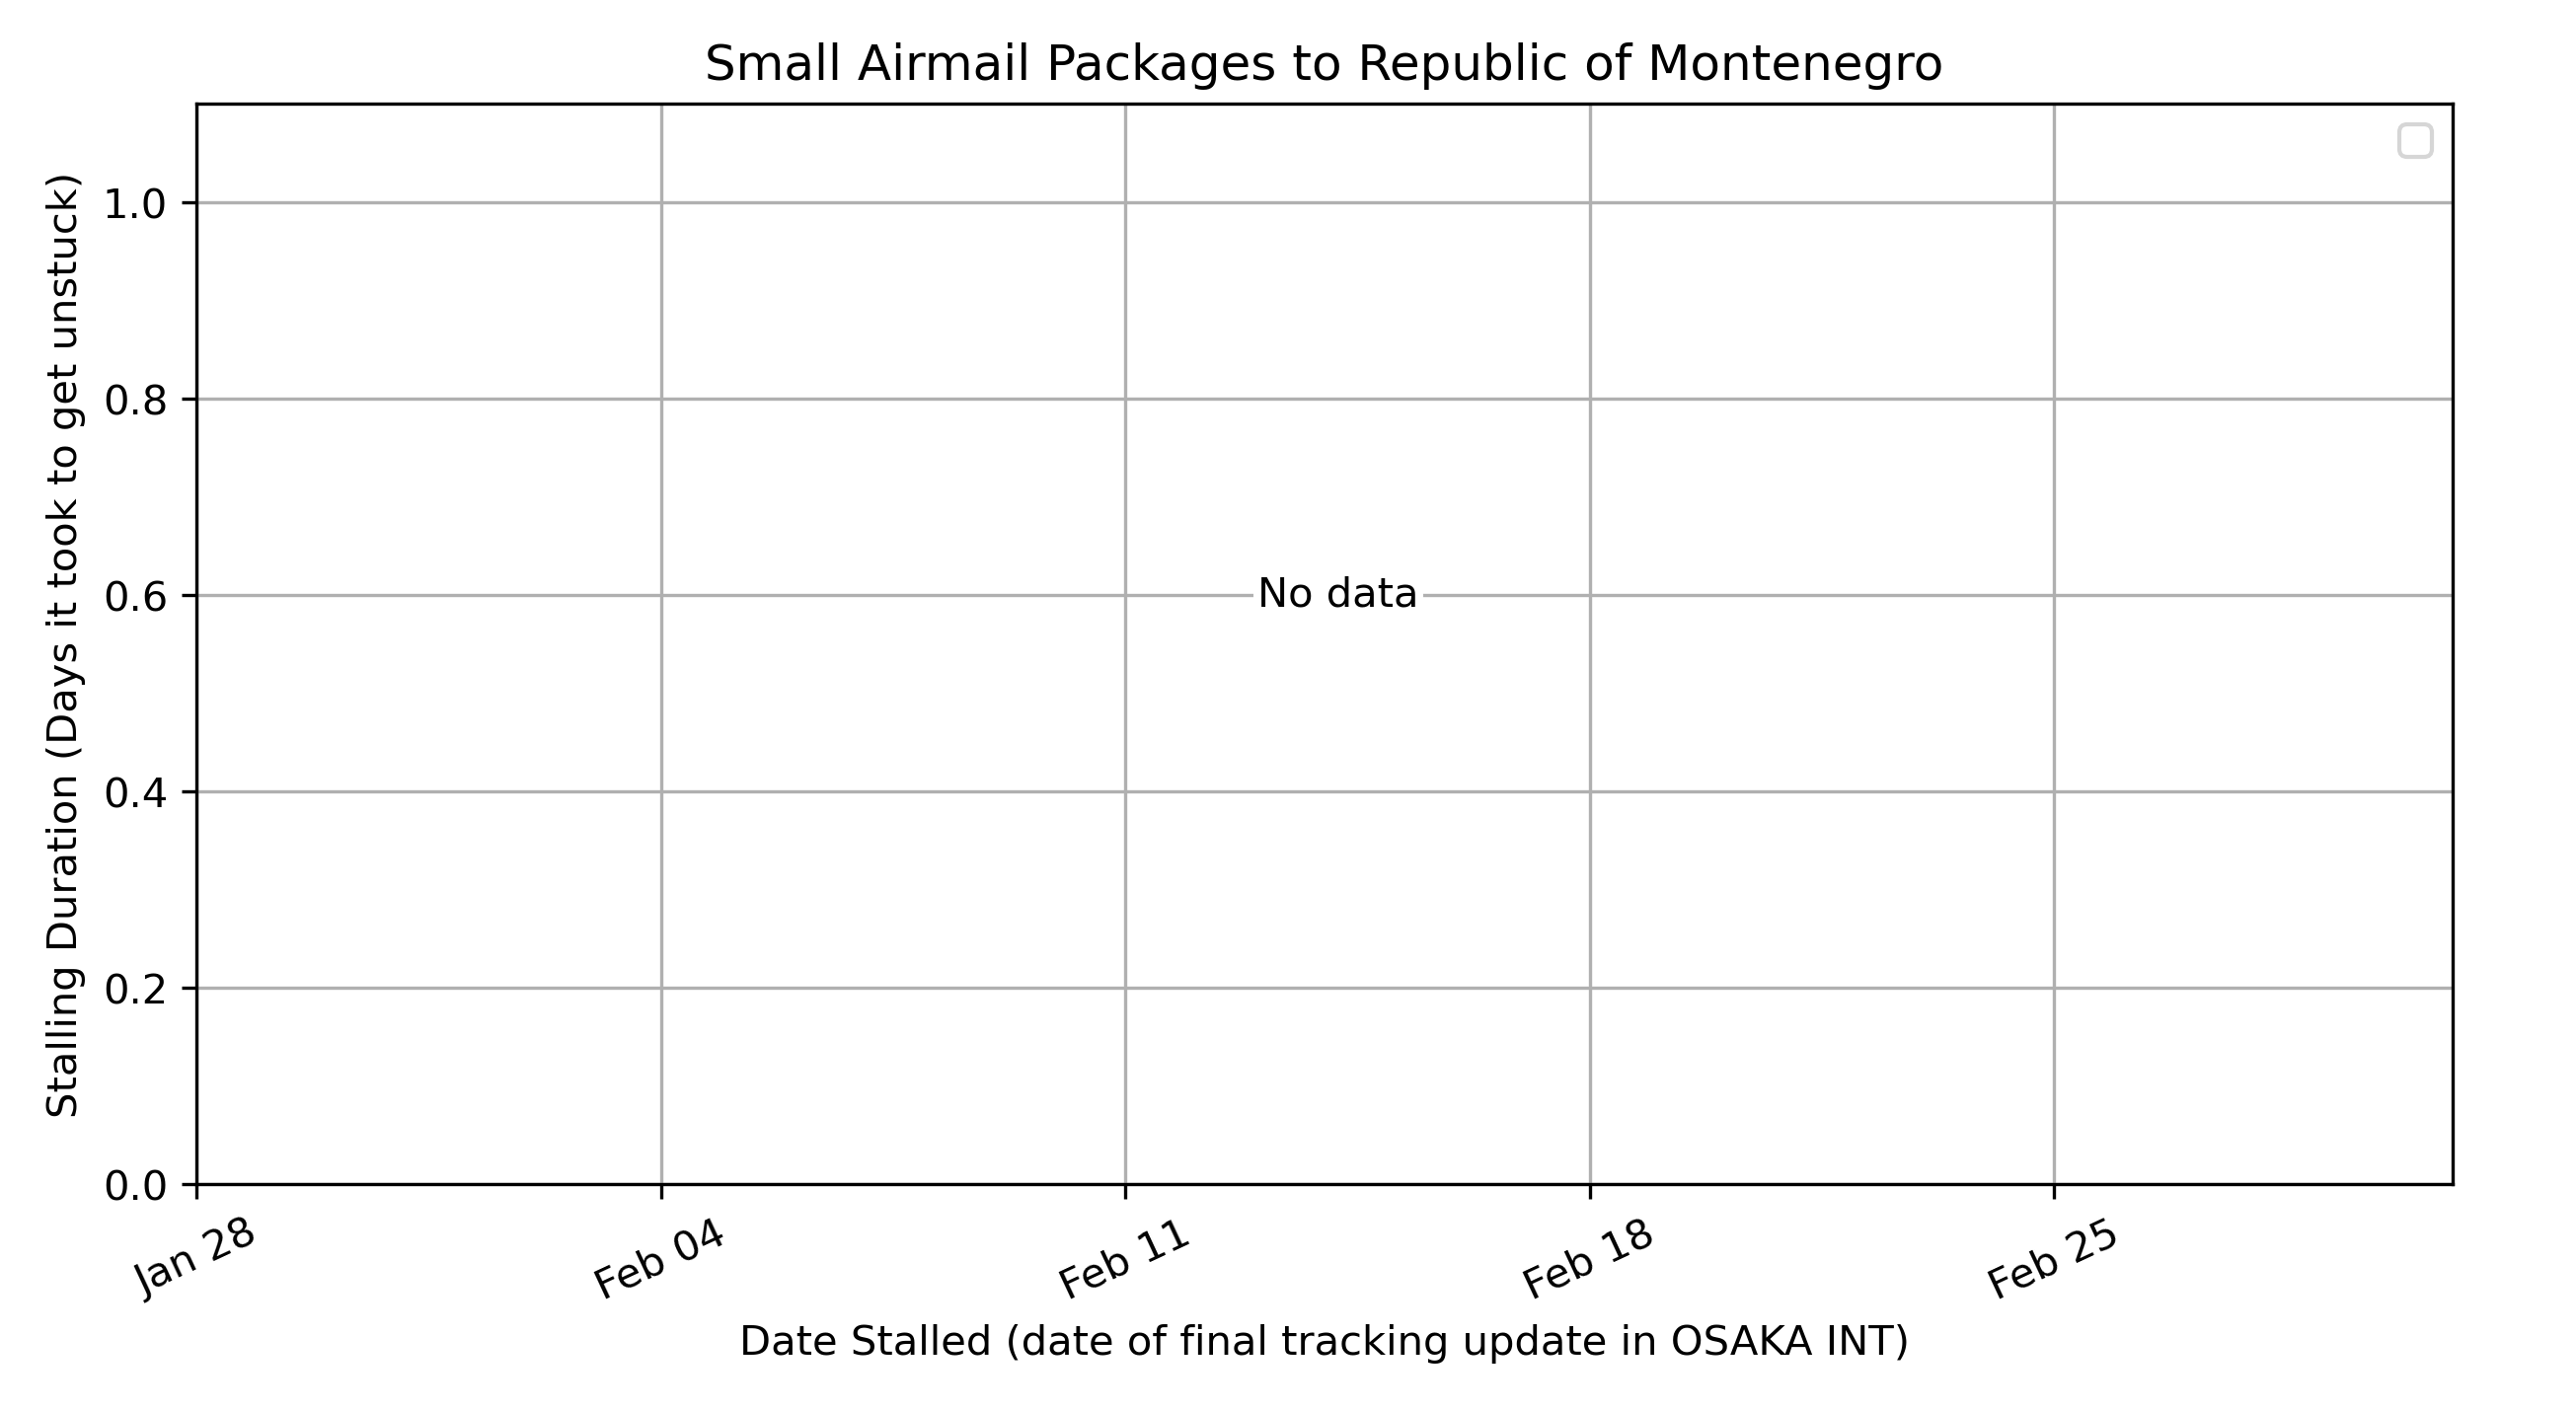 Small Airmail Packages to Republic of Montenegro
Stalling Duration (Days it took to get unstuck)
1.0
0.8
0.6
0.4
0.2
0.0
No data
Jan 28
Feb 04
Feb 11
Feb 18
Feb 25
Date Stalled (date of final tracking update in OSAKA INT)